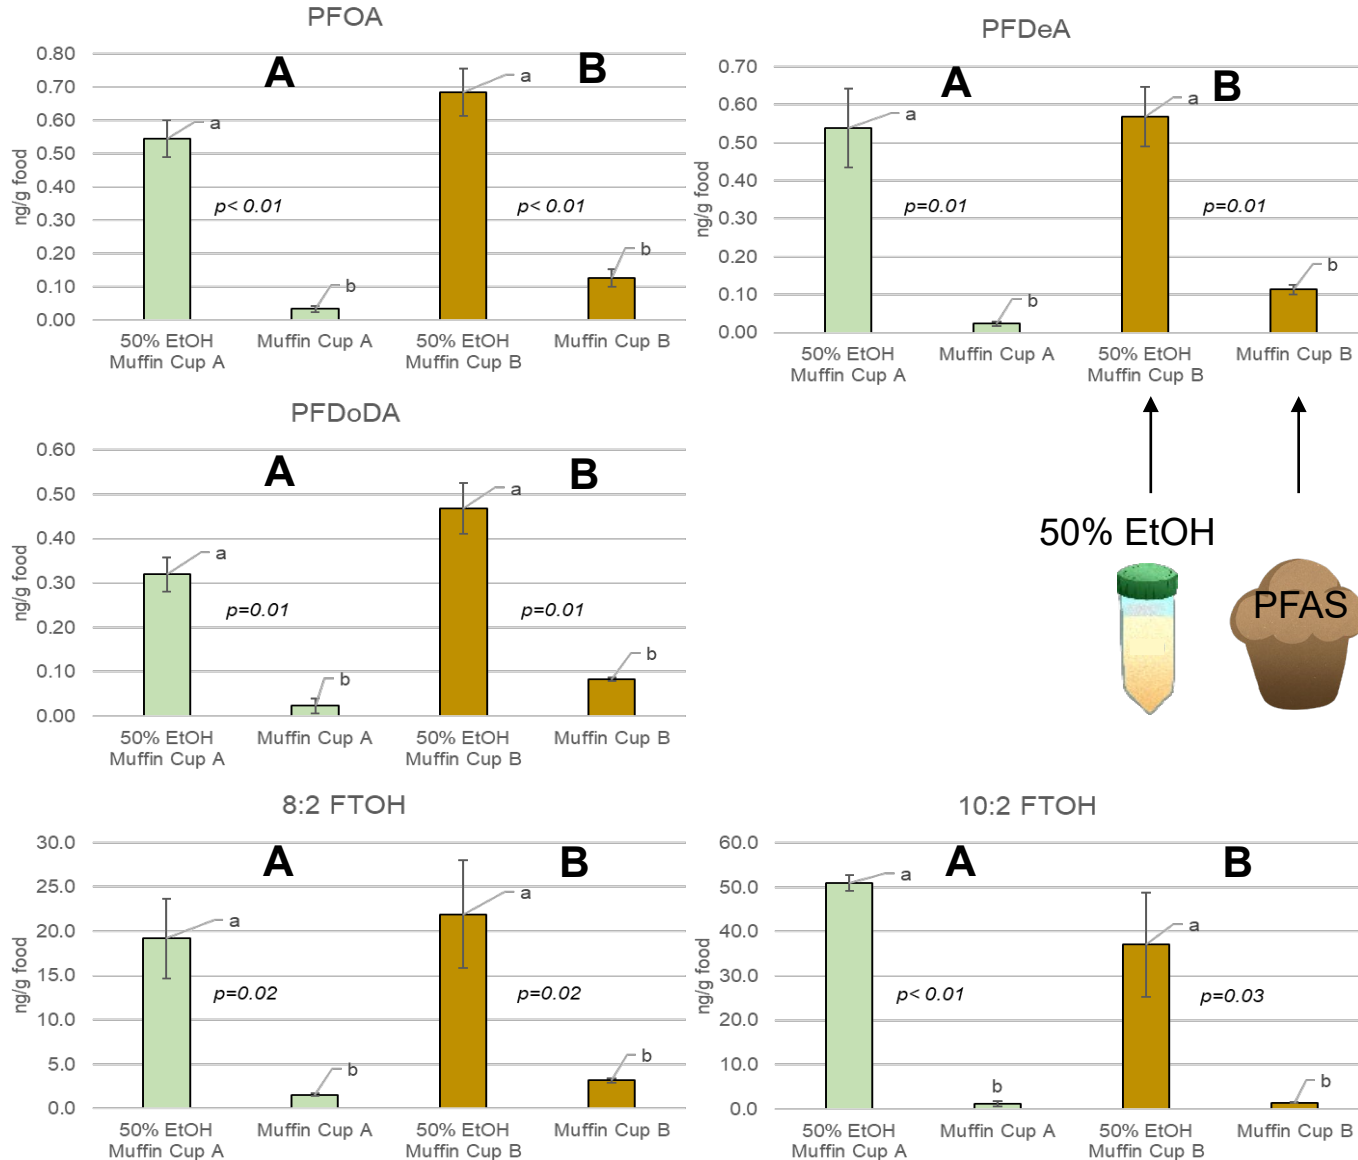 PFOA
0.80
0.70
0.60
0.50
0.40
0.30
0.20
0.10
0.00
ng/g food
A
B
a
b
a
b
p< 0.01
p< 0.01
50% EtOH
Muffin Cup A
Muffin Cup A
50% EtOH
Muffin Cup B
Muffin Cup B
PFDeA
0.70
0.60
0.50
0.40
0.30
0.20
0.10
0.00
ng/g food
A
B
a
b
a
b
p=0.01
p=0.01
50% EtOH
Muffin Cup A
Muffin Cup A
50% EtOH
Muffin Cup B
Muffin Cup B
PFDoDA
0.60
0.50
0.40
0.30
0.20
0.10
0.00
ng/g food
A
B
a
b
a
b
p=0.01
p=0.01
50% EtOH
Muffin Cup A
Muffin Cup A
50% EtOH
Muffin Cup B
Muffin Cup B
50% EtOH
PFAS
8:2 FTOH
30.0
25.0
20.0
15.0
10.0
5.0
0.0
ng/g food
A
B
a
b
a
b
p=0.02
p=0.02
50% EtOH
Muffin Cup A
Muffin Cup A
50% EtOH
Muffin Cup B
Muffin Cup B
10:2 FTOH
60.0
50.0
40.0
30.0
20.0
10.0
0.0
ng/g food
A
B
a
b
a
b
p< 0.01
p=0.03
50% EtOH
Muffin Cup A
Muffin Cup A
50% EtOH
Muffin Cup B
Muffin Cup B